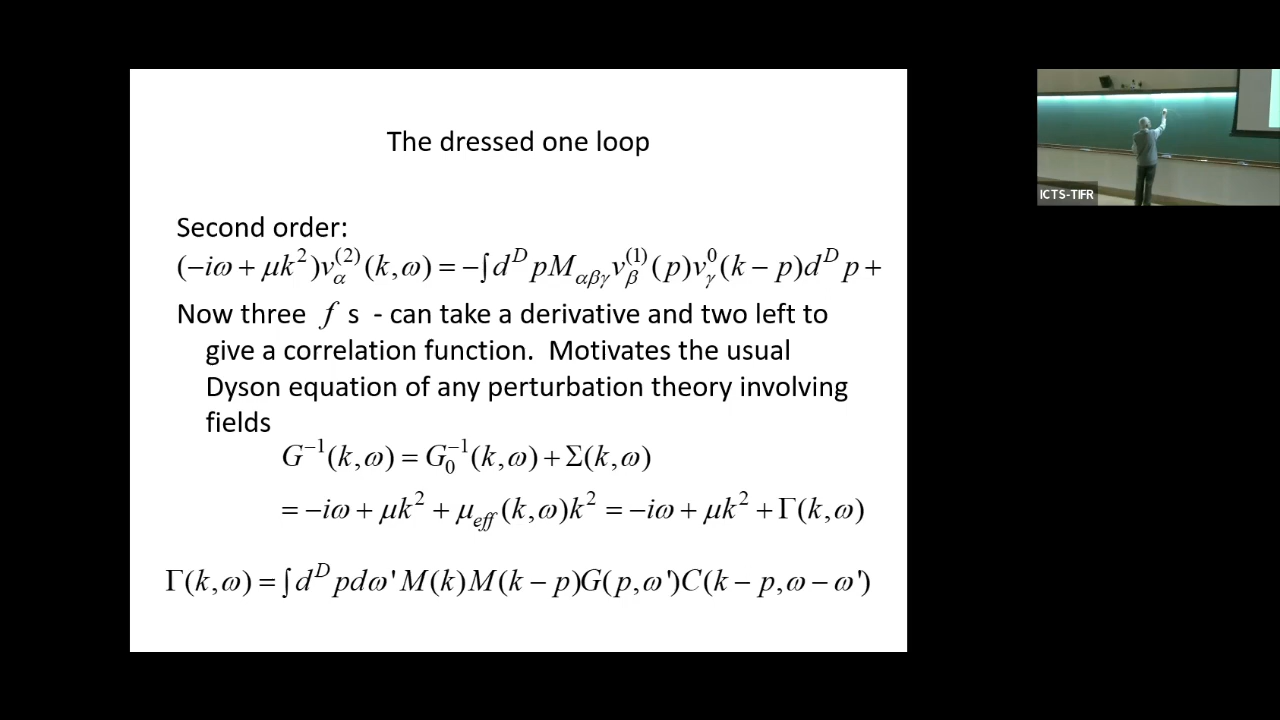 The dressed one loop
Second order:
(−iω + μk²)v_α^(2)(k,ω) = −∫d^D pM_αβγ v_β^(1)(p)v_γ^0(k − p)d^D p +
Now three f s - can take a derivative and two left to
give a correlation function. Motivates the usual
Dyson equation of any perturbation theory involving
fields
G^−1(k,ω) = G_0^−1(k,ω) + Σ(k,ω)
= −iω + μk² + μ_eff(k,ω)k² = −iω + μk² + Γ(k,ω)
Γ(k,ω) = ∫d^D pdω'M(k)M(k − p)G(p,ω')C(k − p,ω − ω')
ICTS-TIFR